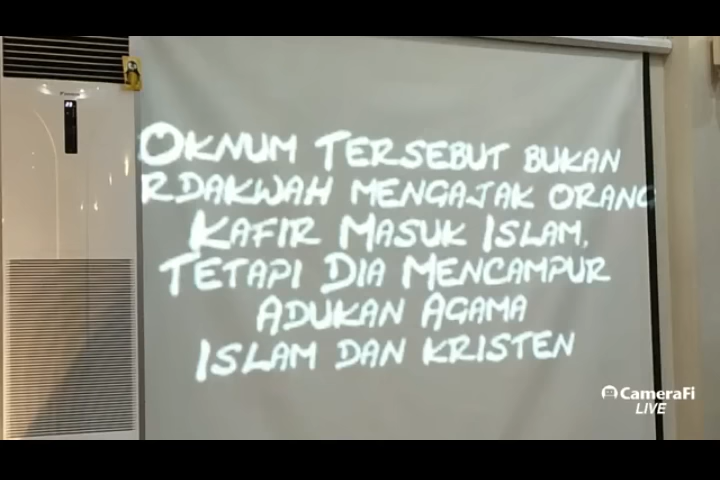 OKNUM TERSEBUT BUKAN
RDAKWAH MENGAJAK ORANG
KAFIR MASUK ISLAM,
TETAPI DIA MENCAMPUR
ADUKAN AGAMA
ISLAM DAN KRISTEN
CameraFi
LIVE